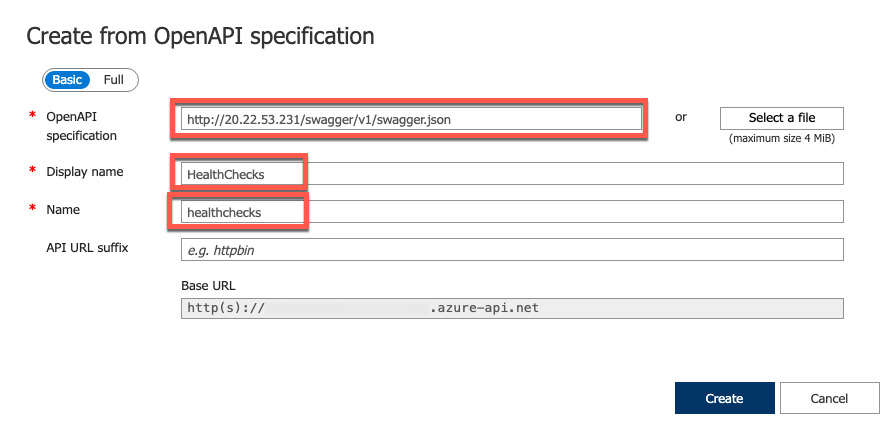 Create from OpenAPI specification
Basic Full
* OpenAPI specification
http://20.22.53.231/swagger/v1/swagger.json
or
Select a file
(maximum size 4 MiB)
* Display name
HealthChecks
* Name
healthchecks
API URL suffix
e.g. httpbin
Base URL
http(s)://
.azure-api.net
Create
Cancel